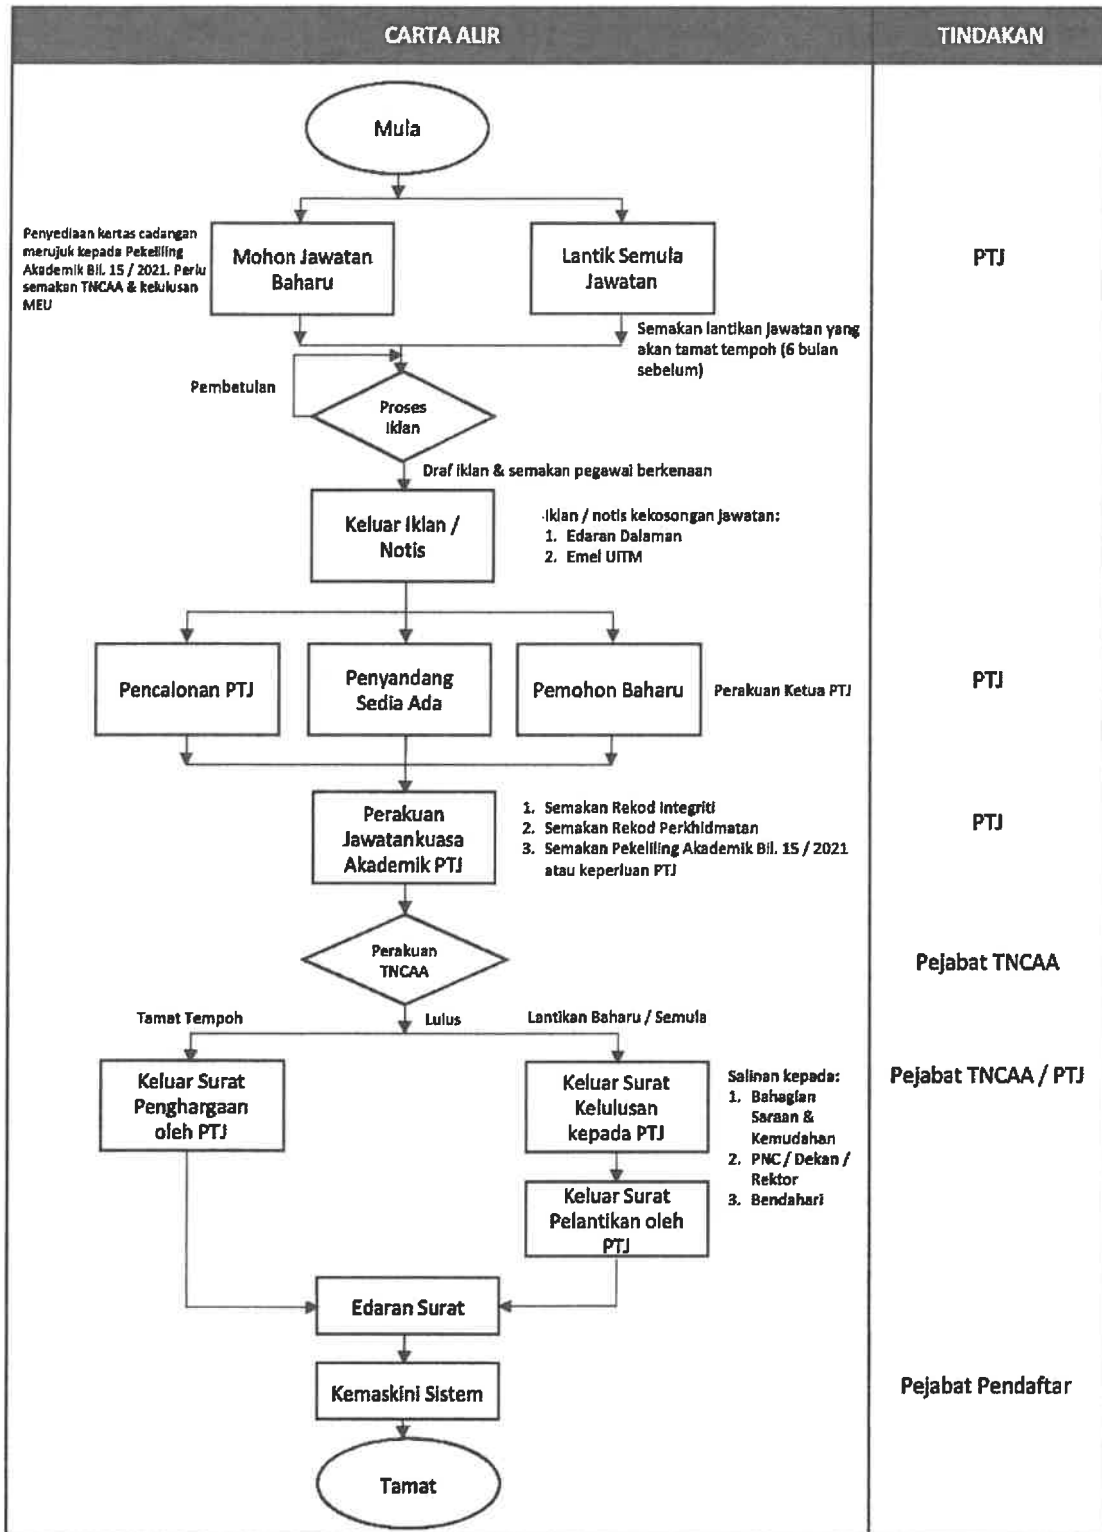 CARTA ALIR
TINDAKAN
Mula
Penyediaan kertas cadangan
merujuk kepada Pekeliling
Akademik Bil. 15 / 2021. Perlu
semakan TNCAA & kelulusan
MEU
Mohon Jawatan
Baharu
Lantik Semula
Jawatan
PTJ
Semakan lantikan jawatan yang
akan tamat tempoh (6 bulan
sebelum)
Pembetulan
Proses
Iklan
Draf iklan & semakan pegawai berkenaan
Keluar Iklan /
Notis
Iklan / notis kekosongan jawatan:
1. Edaran Dalaman
2. Emel UiTM
Pencalonan PTJ
Penyandang
Sedia Ada
Pemohon Baharu
Perakuan Ketua PTJ
PTJ
Perakuan
Jawatankuasa
Akademik PTJ
1. Semakan Rekod Integriti
2. Semakan Rekod Perkhidmatan
3. Semakan Pekeliling Akademik Bil. 15 / 2021
atau keperluan PTJ
PTJ
Perakuan
TNCAA
Pejabat TNCAA
Tamat Tempoh
Lulus
Lantikan Baharu / Semula
Keluar Surat
Penghargaan
oleh PTJ
Keluar Surat
Kelulusan
kepada PTJ
Salinan kepada:
1. Bahagian
Saraan &
Kemudahan
2. PNC / Dekan /
Rektor
3. Bendahari
Pejabat TNCAA / PTJ
Keluar Surat
Pelantikan oleh
PTJ
Edaran Surat
Kemaskini Sistem
Pejabat Pendaftar
Tamat